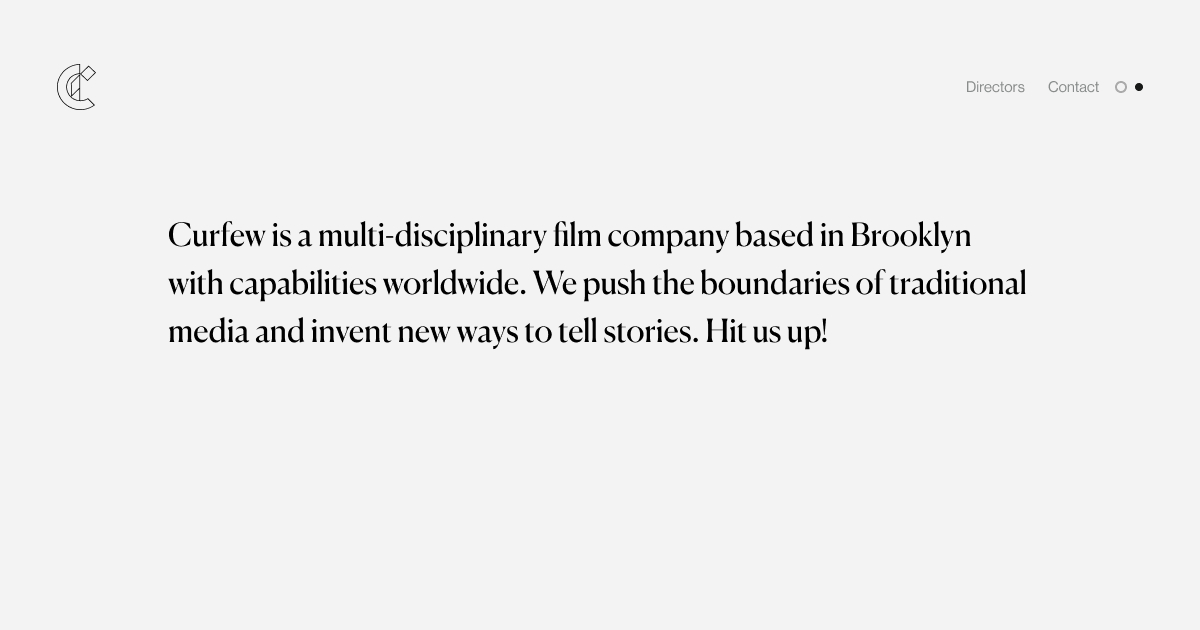 Directors Contact
Curfew is a multi-disciplinary film company based in Brooklyn
with capabilities worldwide. We push the boundaries of traditional
media and invent new ways to tell stories. Hit us up!